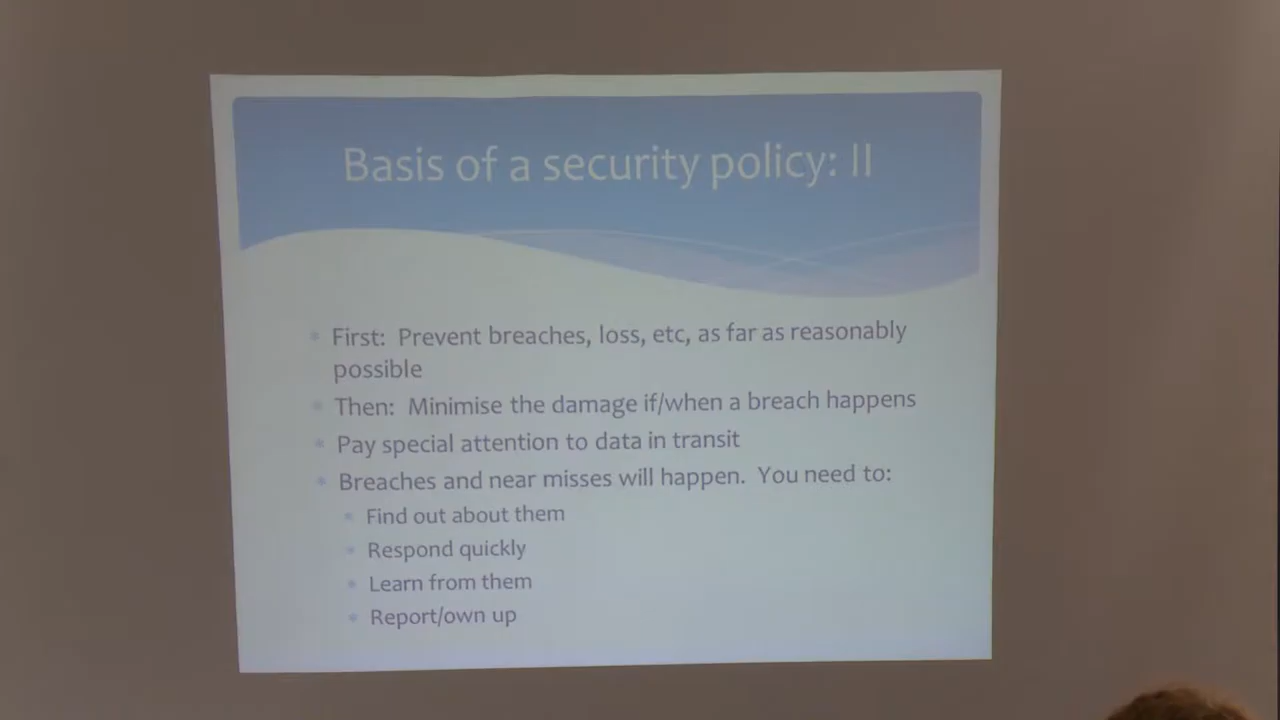 Basis of a security policy: II
First:  Prevent breaches, loss, etc, as far as reasonably
possible
Then:  Minimise the damage if/when a breach happens
Pay special attention to data in transit
Breaches and near misses will happen.  You need to:
Find out about them
Respond quickly
Learn from them
Report/own up